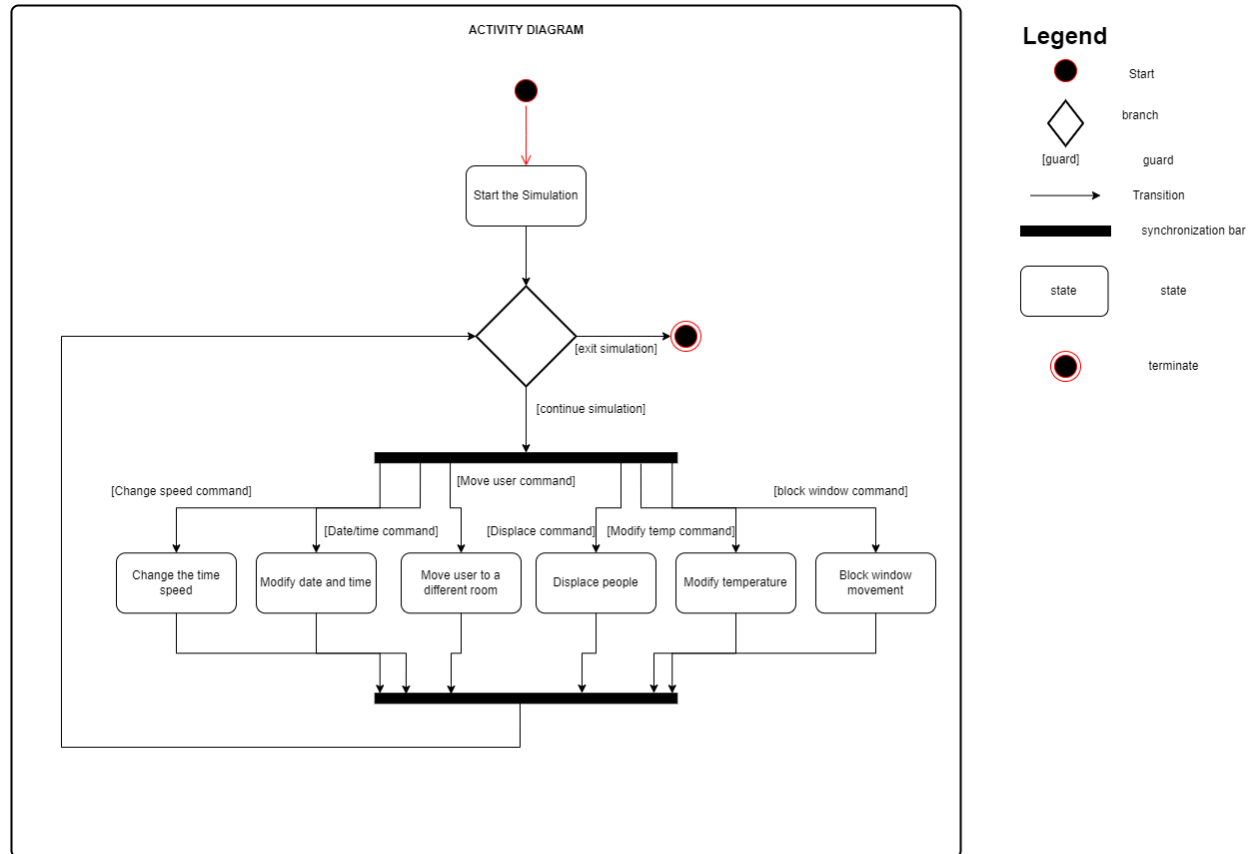 ACTIVITY DIAGRAM
Start the Simulation
[exit simulation]
[continue simulation]
[Change speed command]
[Move user command]
[block window command]
[Date/time command]
[Displace command]
[Modify temp command]
Change the time
speed
Modify date and time
Move user to a
different room
Displace people
Modify temperature
Block window
movement
Legend
Start
branch
[guard]
guard
Transition
synchronization bar
state
state
terminate